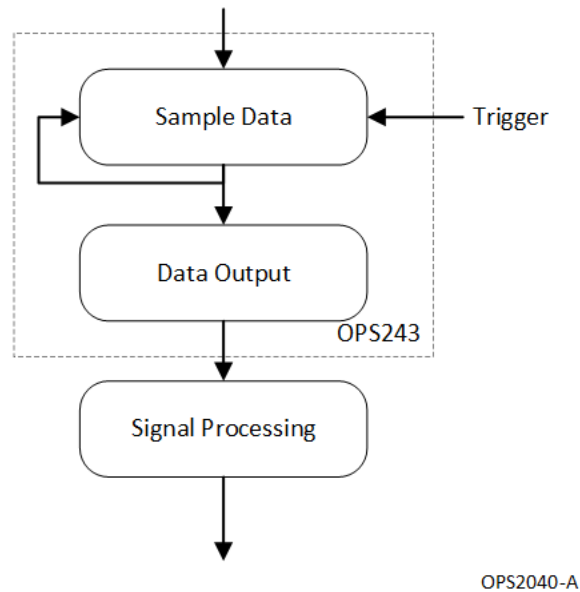 Sample Data
Trigger
Data Output
OPS243
Signal Processing
OPS2040-A